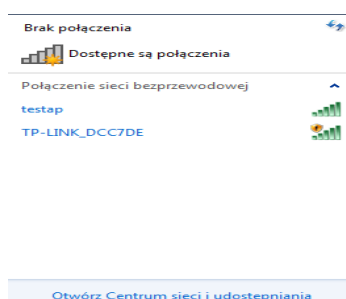 Brak połączenia
Dostępne są połączenia
Połączenie sieci bezprzewodowej
testap
TP-LINK_DCC7DE
Otwórz Centrum sieci i udostępniania